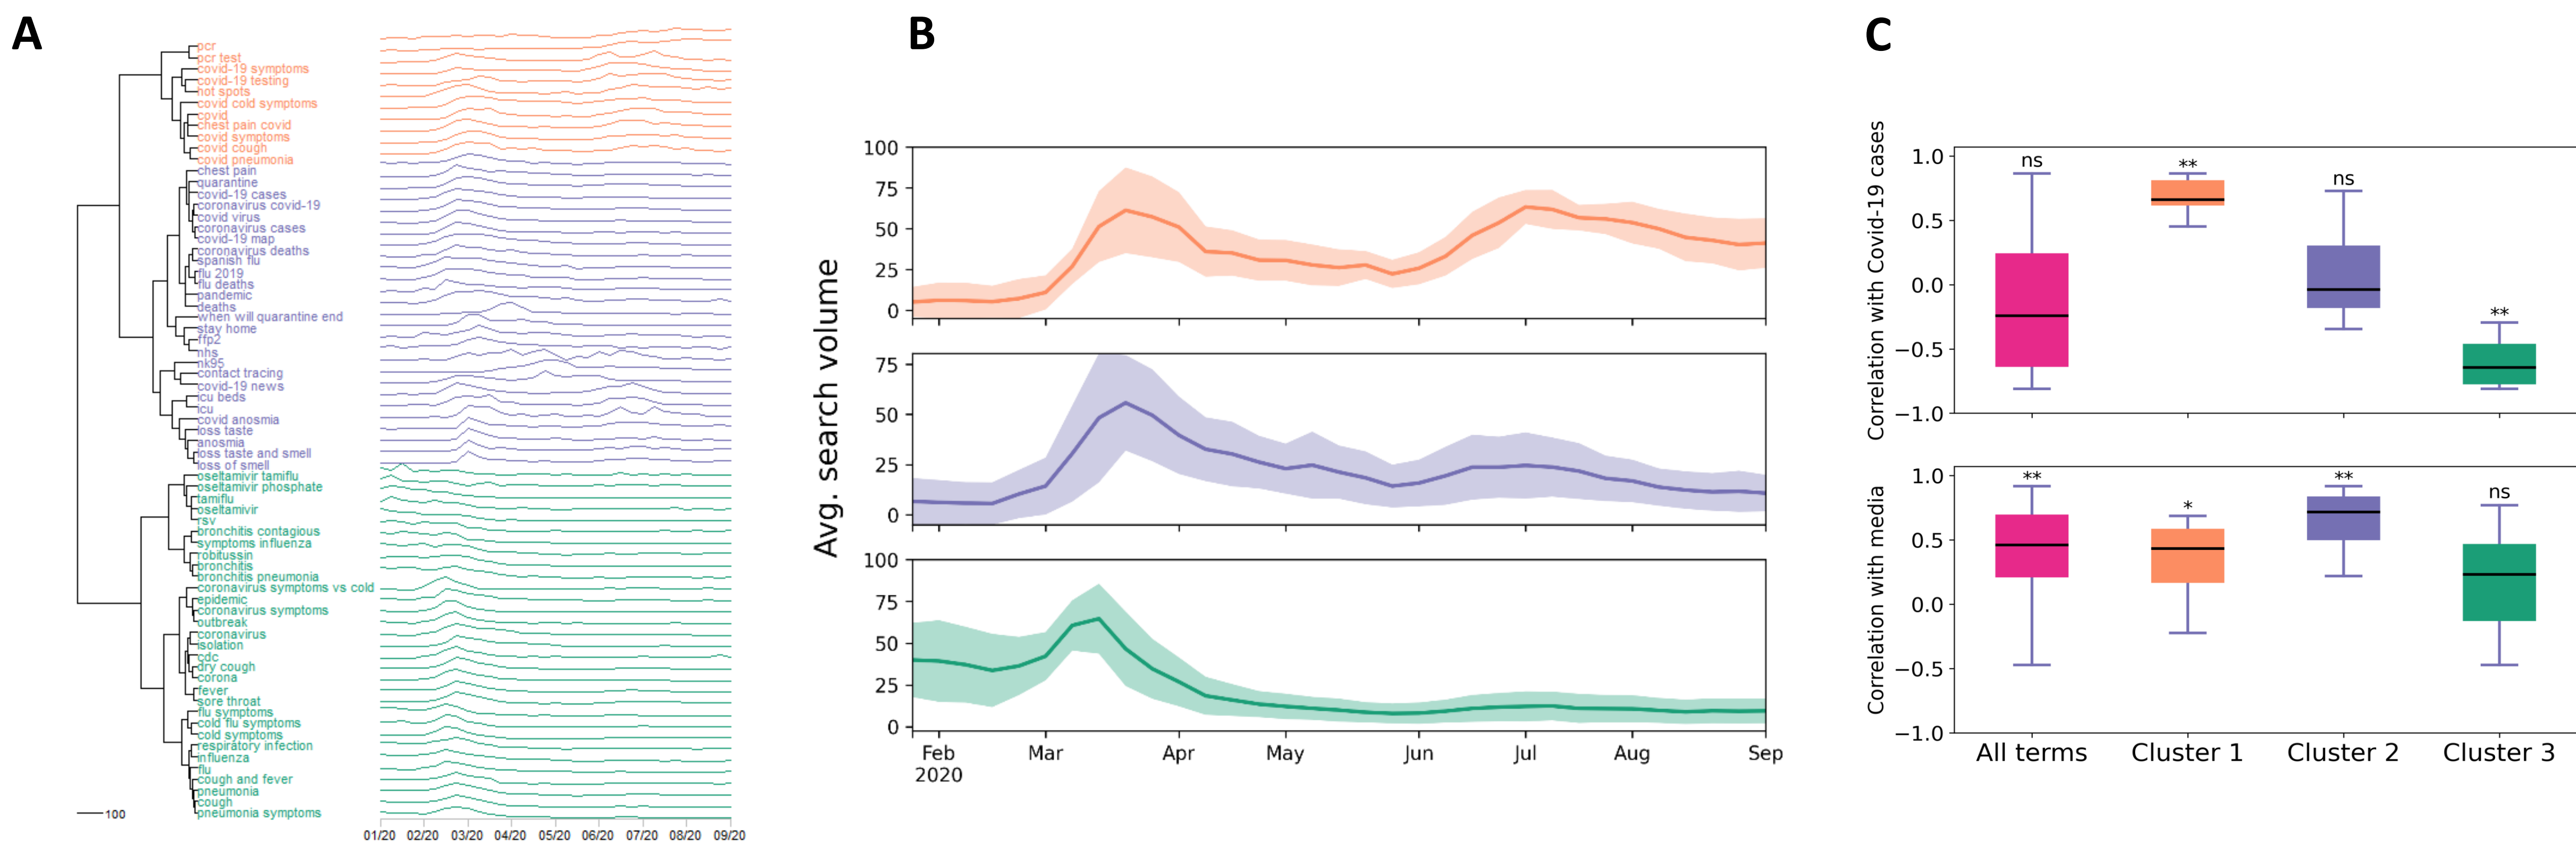 A
pcr
pcr test
covid-19 symptoms
covid-19 testing
hot spots
covid cold symptoms
covid
chest pain covid
covid symptoms
covid cough
covid pneumonia
chest pain
quarantine
covid-19 cases
coronavirus covid-19
covid virus
coronavirus cases
covid-19 map
coronavirus deaths
spanish flu
flu 2019
flu deaths
pandemic
deaths
when will quarantine end
stay home
ffp2
nhs
nk95
contact tracing
covid-19 news
icu beds
icu
covid anosmia
loss taste
anosmia
loss taste and smell
loss of smell
oseltamivir tamiflu
oseltamivir phosphate
tamiflu
oseltamivir
rsv
bronchitis contagious
symptoms influenza
robitussin
bronchitis
bronchitis pneumonia
coronavirus symptoms vs cold
epidemic
coronavirus symptoms
outbreak
coronavirus
isolation
cdc
dry cough
corona
fever
sore throat
flu symptoms
cold flu symptoms
cold symptoms
respiratory infection
influenza
flu
cough and fever
pneumonia
cough
pneumonia symptoms
100
01/20 02/20 03/20 04/20 05/20 06/20 07/20 08/20 09/20
B
Avg. search volume
100
75
50
25
0
75
50
25
0
100
75
50
25
0
Feb Mar Apr May Jun Jul Aug Sep
2020
C
Correlation with Covid-19 cases
1.0
0.5
0.0
−0.5
−1.0
ns ** ns **
Correlation with media
1.0
0.5
0.0
−0.5
−1.0
** * ** ns
All terms Cluster 1 Cluster 2 Cluster 3